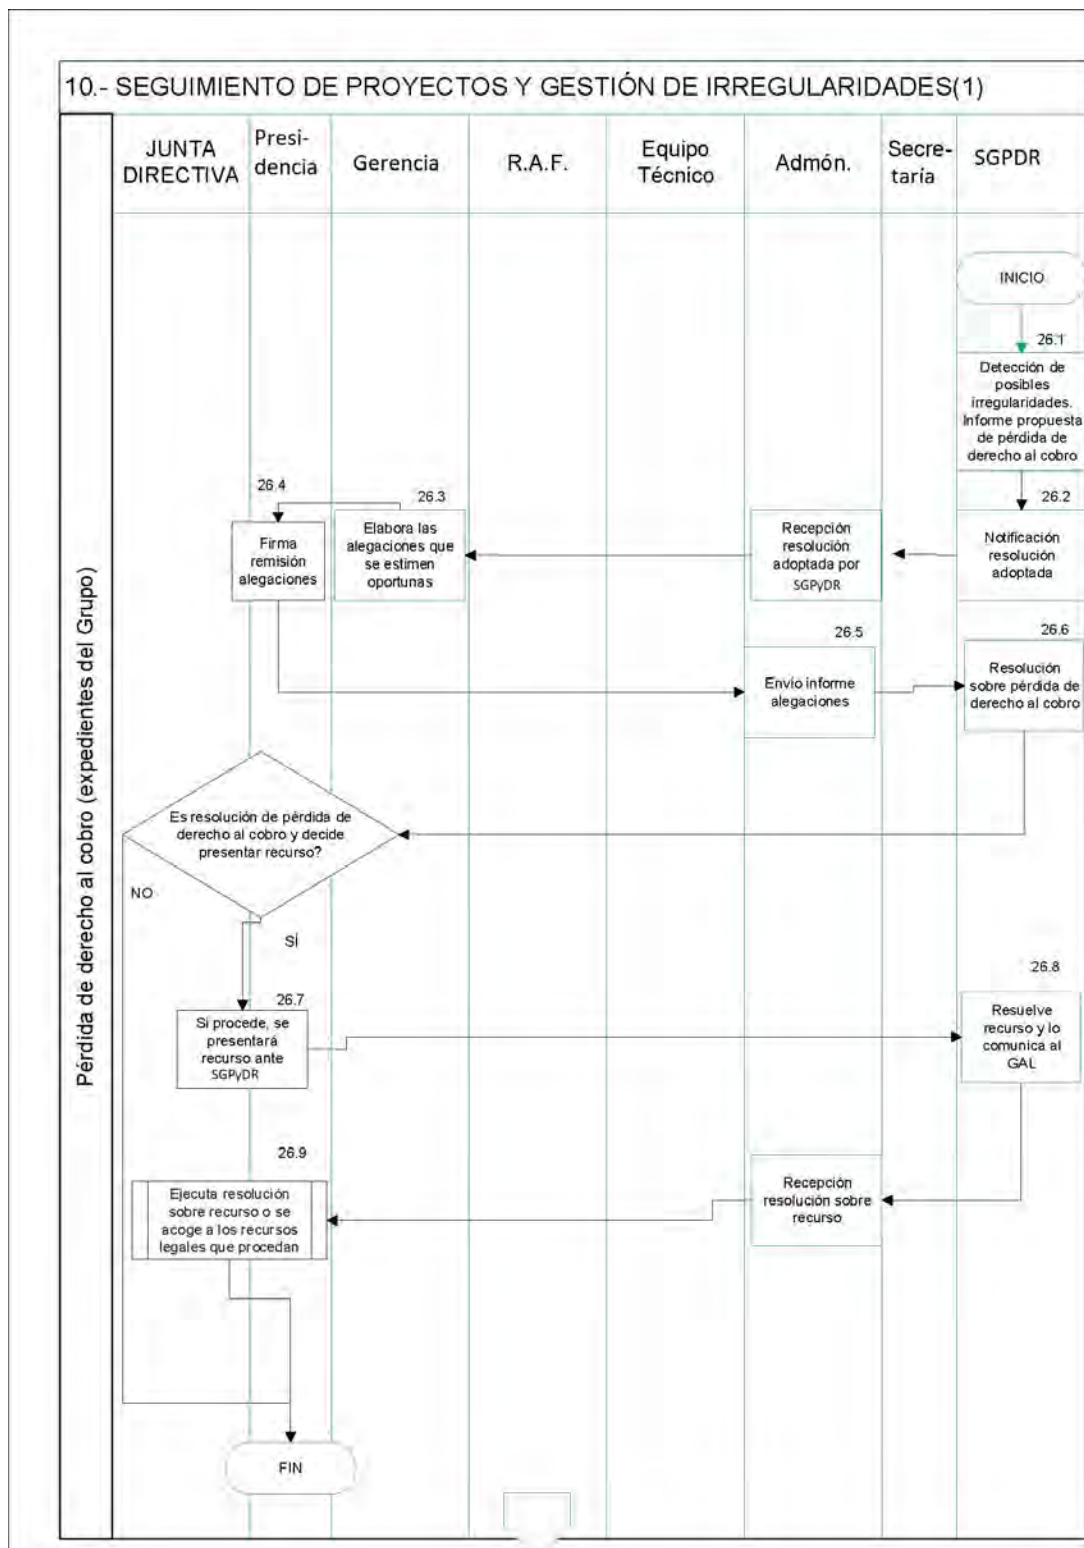 10.- SEGUIMIENTO DE PROYECTOS Y GESTIÓN DE IRREGULARIDADES(1)
JUNTA
DIRECTIVA
Presi-
dencia
Gerencia
R.A.F.
Equipo
Técnico
Admón.
Secre-
taría
SGPDR
Pérdida de derecho al cobro (expedientes del Grupo)
INICIO
26.1
Detección de
posibles
irregularidades.
Informe propuesta
de pérdida de
derecho al cobro
26.2
Notificación
resolución
adoptada
Recepción
resolución
adoptada por
SGPyDR
26.3
Elabora las
alegaciones que
se estimen
oportunas
26.4
Firma
remisión
alegaciones
26.5
Envío informe
alegaciones
26.6
Resolución
sobre pérdida de
derecho al cobro
Es resolución de pérdida de
derecho al cobro y decide
presentar recurso?
NO
SÍ
26.7
Si procede, se
presentará
recurso ante
SGPyDR
26.8
Resuelve
recurso y lo
comunica al
GAL
Recepción
resolución sobre
recurso
26.9
Ejecuta resolución
sobre recurso o se
acoge a los recursos
legales que procedan
FIN